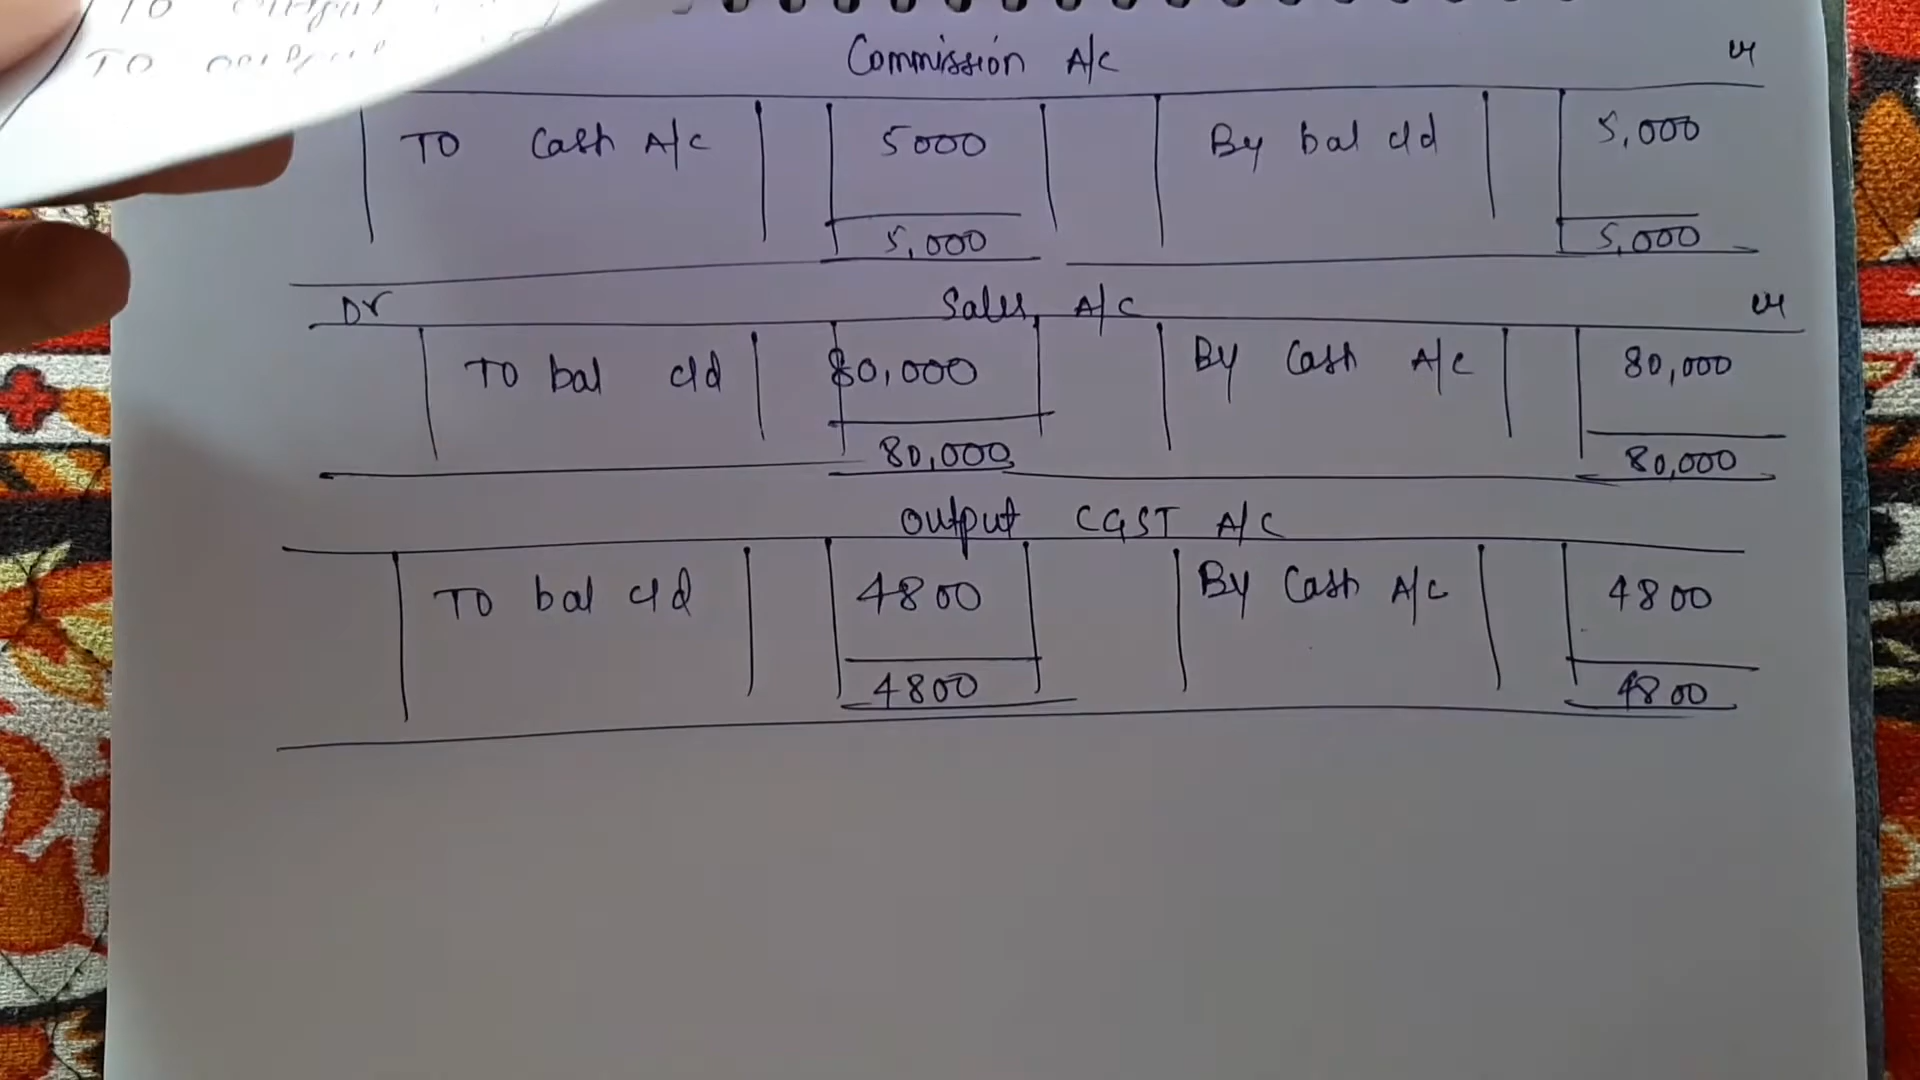 TO
TO
Commission A/c Cr
TO Cash A/c 5000 By bal c/d 5,000
5,000 5,000
Dr Sales A/c Cr
TO bal c/d 80,000 By Cash A/c 80,000
80,000 80,000
Output CGST A/C
TO bal c/d 4800 By Cash A/c 4800
4800 4800